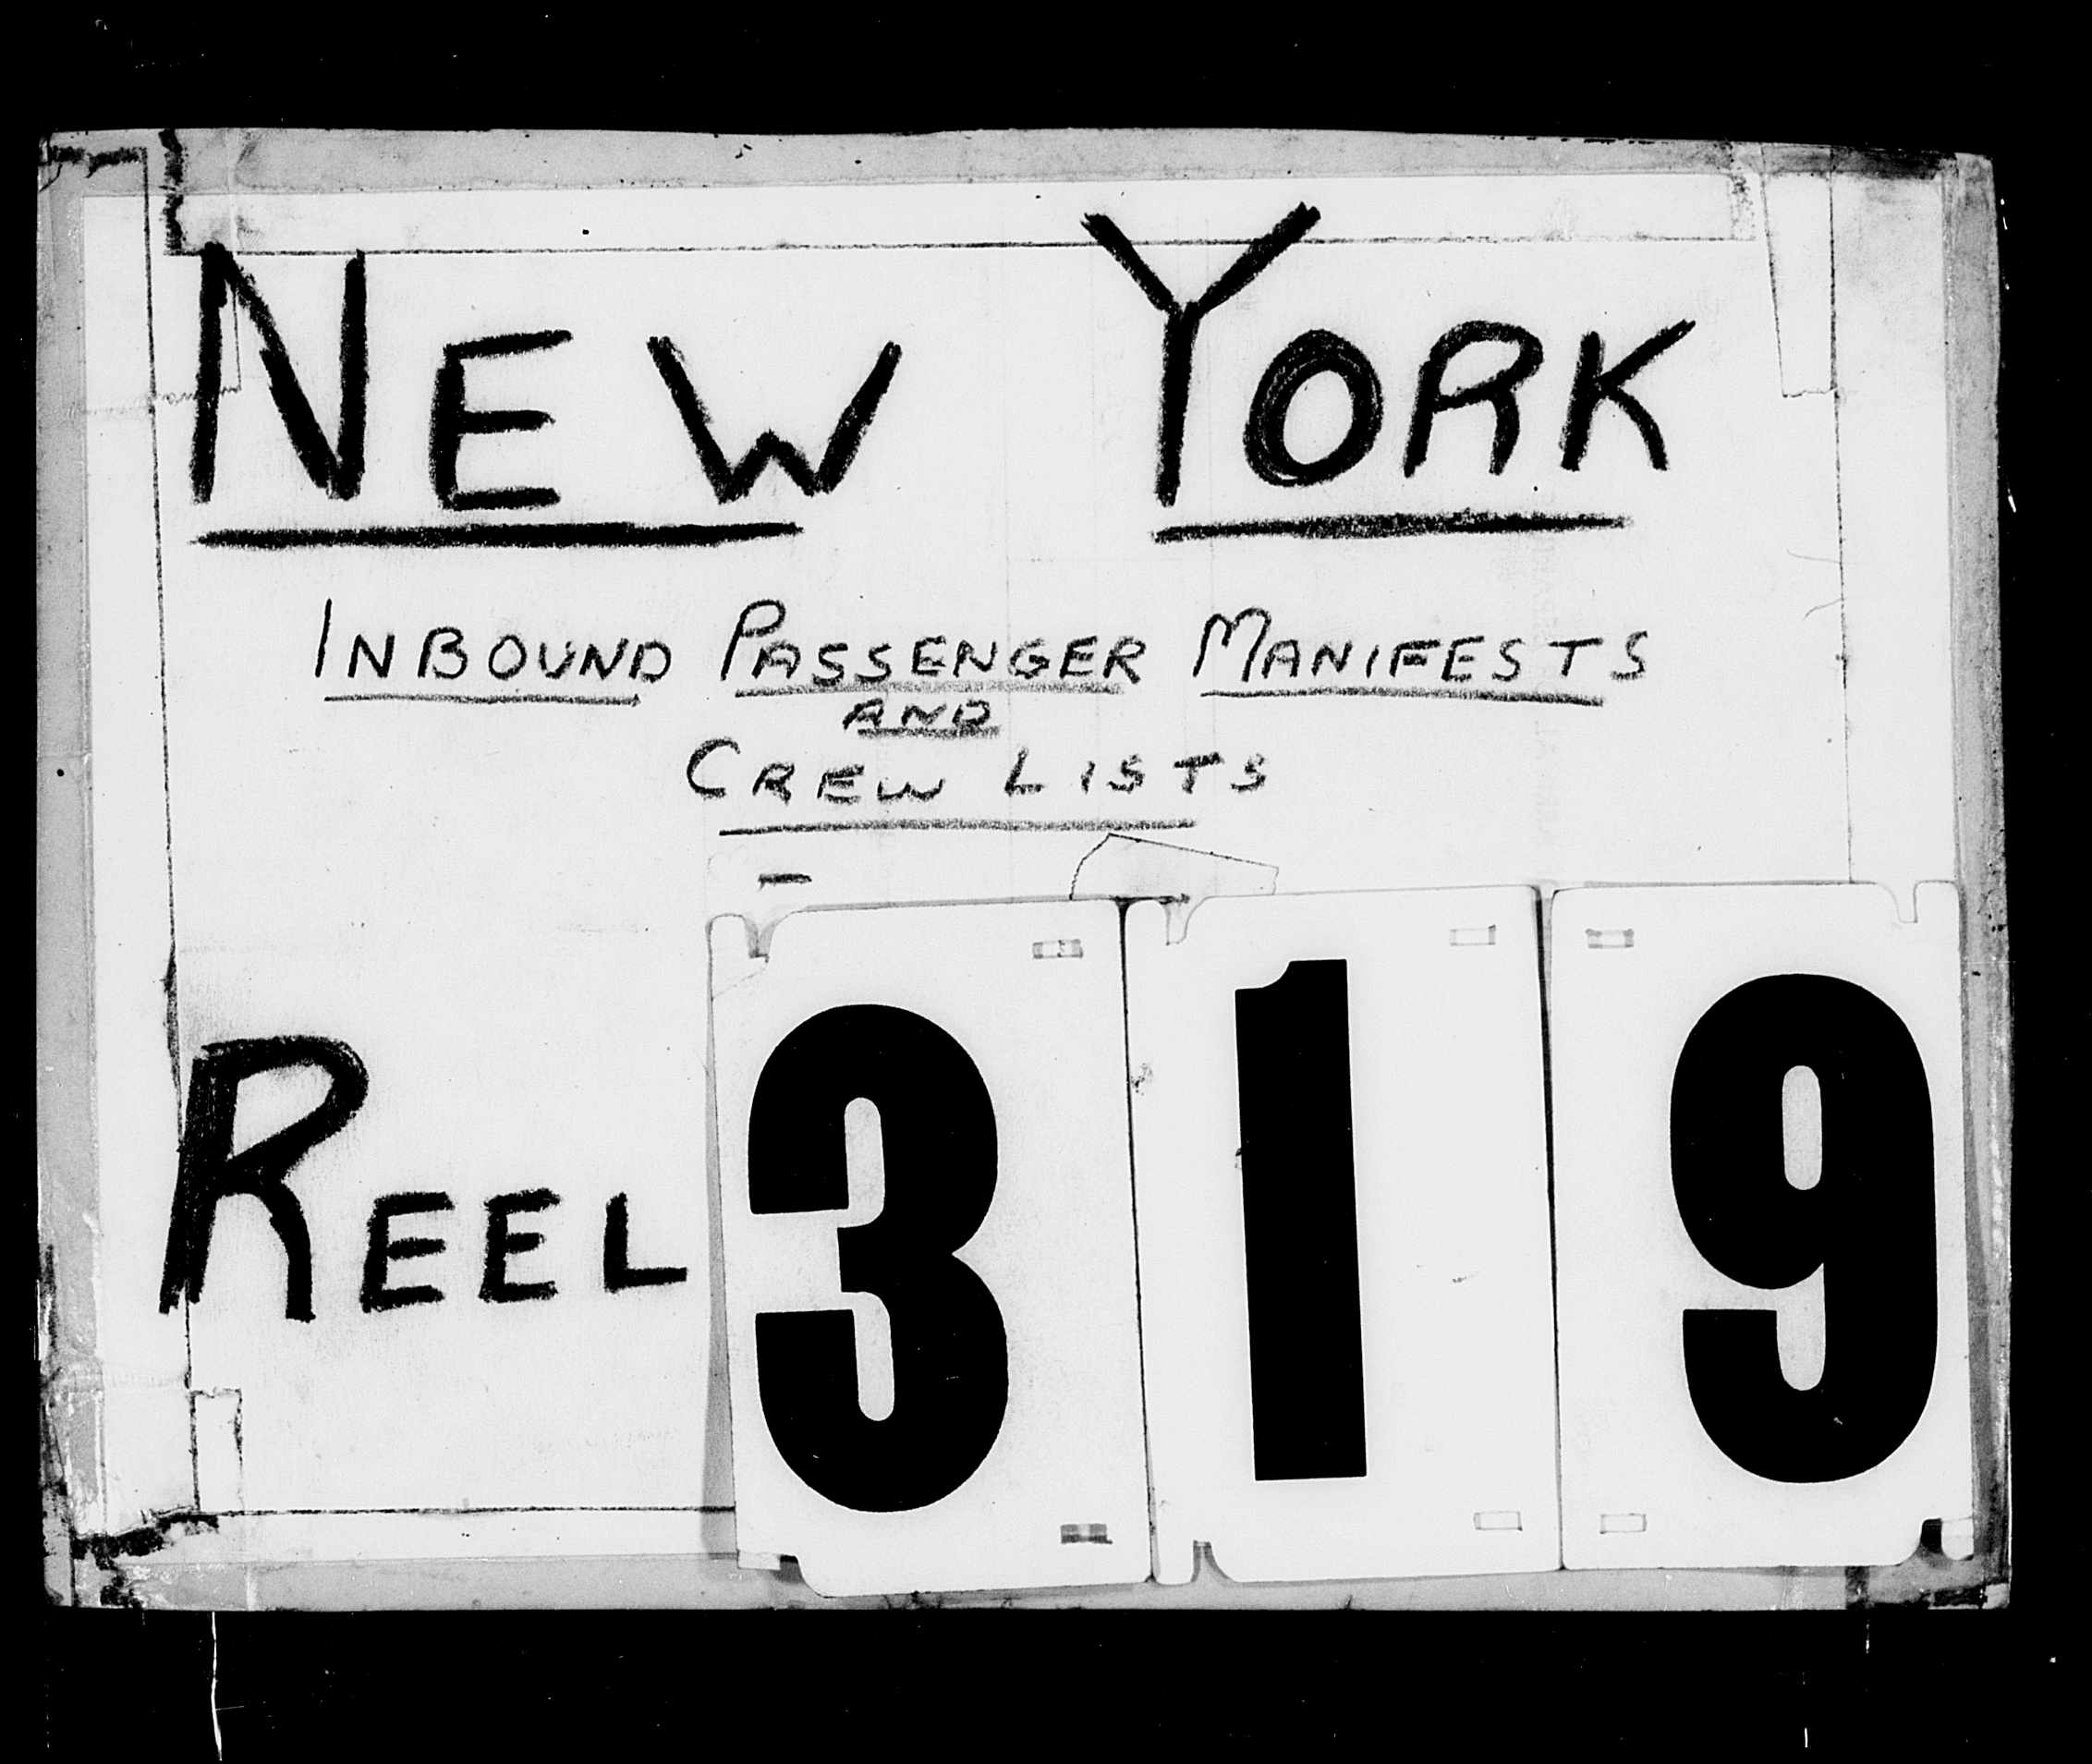 NEW YORK
INBOUND PASSENGER MANIFESTS
AND
CREW LISTS
REEL 319